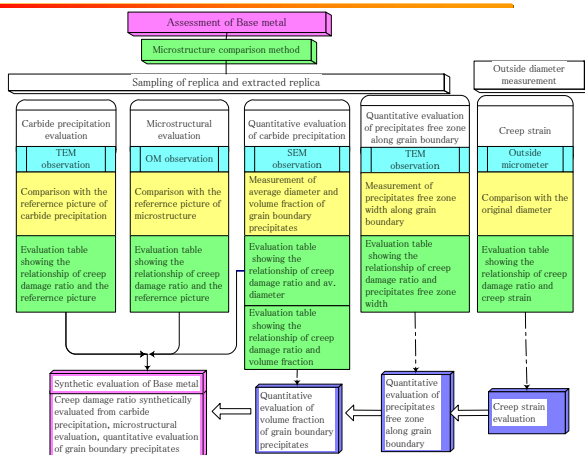 Assessment of Base metal
Microstructure comparison method
Sampling of replica and extracted replica
Outside diameter
measurement
Carbide precipitation
evaluation
TEM
observation
Comparison with the
referernce picture of
carbide precipitation
Evaluation table
showing the
relationship of creep
damage ratio and the
referernce picture
Microstructural
evaluation
OM observation
Comparison with the
reference picture of
microstructure
Evaluation table
showing the
relationship of creep
damage ratio and the
referernce picture
Quantitative evaluation
of carbide precipitation
SEM
observation
Measurement of
average diameter and
volume fraction of
grain boundary
precipitates
Evaluation table
showing the
relationship of creep
damage ratio and av.
diameter
Evaluation table
showing the
relationship of creep
damage ratio and
volume fraction
Quantitative evaluation
of precipitates free zone
along grain boundary
TEM
observation
Measurement of
precipitates free zone
width along grain
boundary
Evaluation table
showing the
relationship of creep
damage ratio and
precipitates free zone
width
Creep strain
Outside
micrometer
Comparison with the
original diameter
Evaluation table
showing the
relationship of creep
damage ratio and
creep strain
Synthetic evaluation of Base metal
Creep damage ratio synthetically
evaluated from carbide
precipitation, microstructural
evaluation, quantitative evaluation
of grain boundary precipitates
Quantitative
evaluation of
volume fraction
of grain boundary
precipitates
Quantitative
evaluation of
precipitates
free zone
along grain
boundary
Creep strain
evaluation